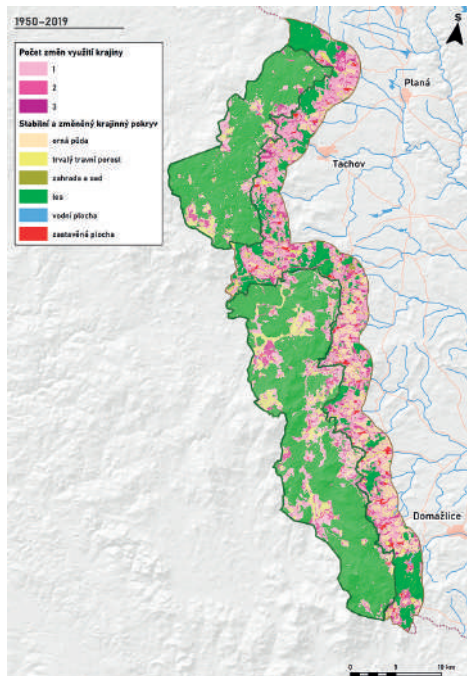 1950–2019
Počet změn využití krajiny
1
2
3
Stabilní a změněný krajinný pokryv
orná půda
trvalý travní porost
zahrada a sad
les
vodní plocha
zastavěná plocha
S
Planá
Tachov
Domažlice
0 5 10 km